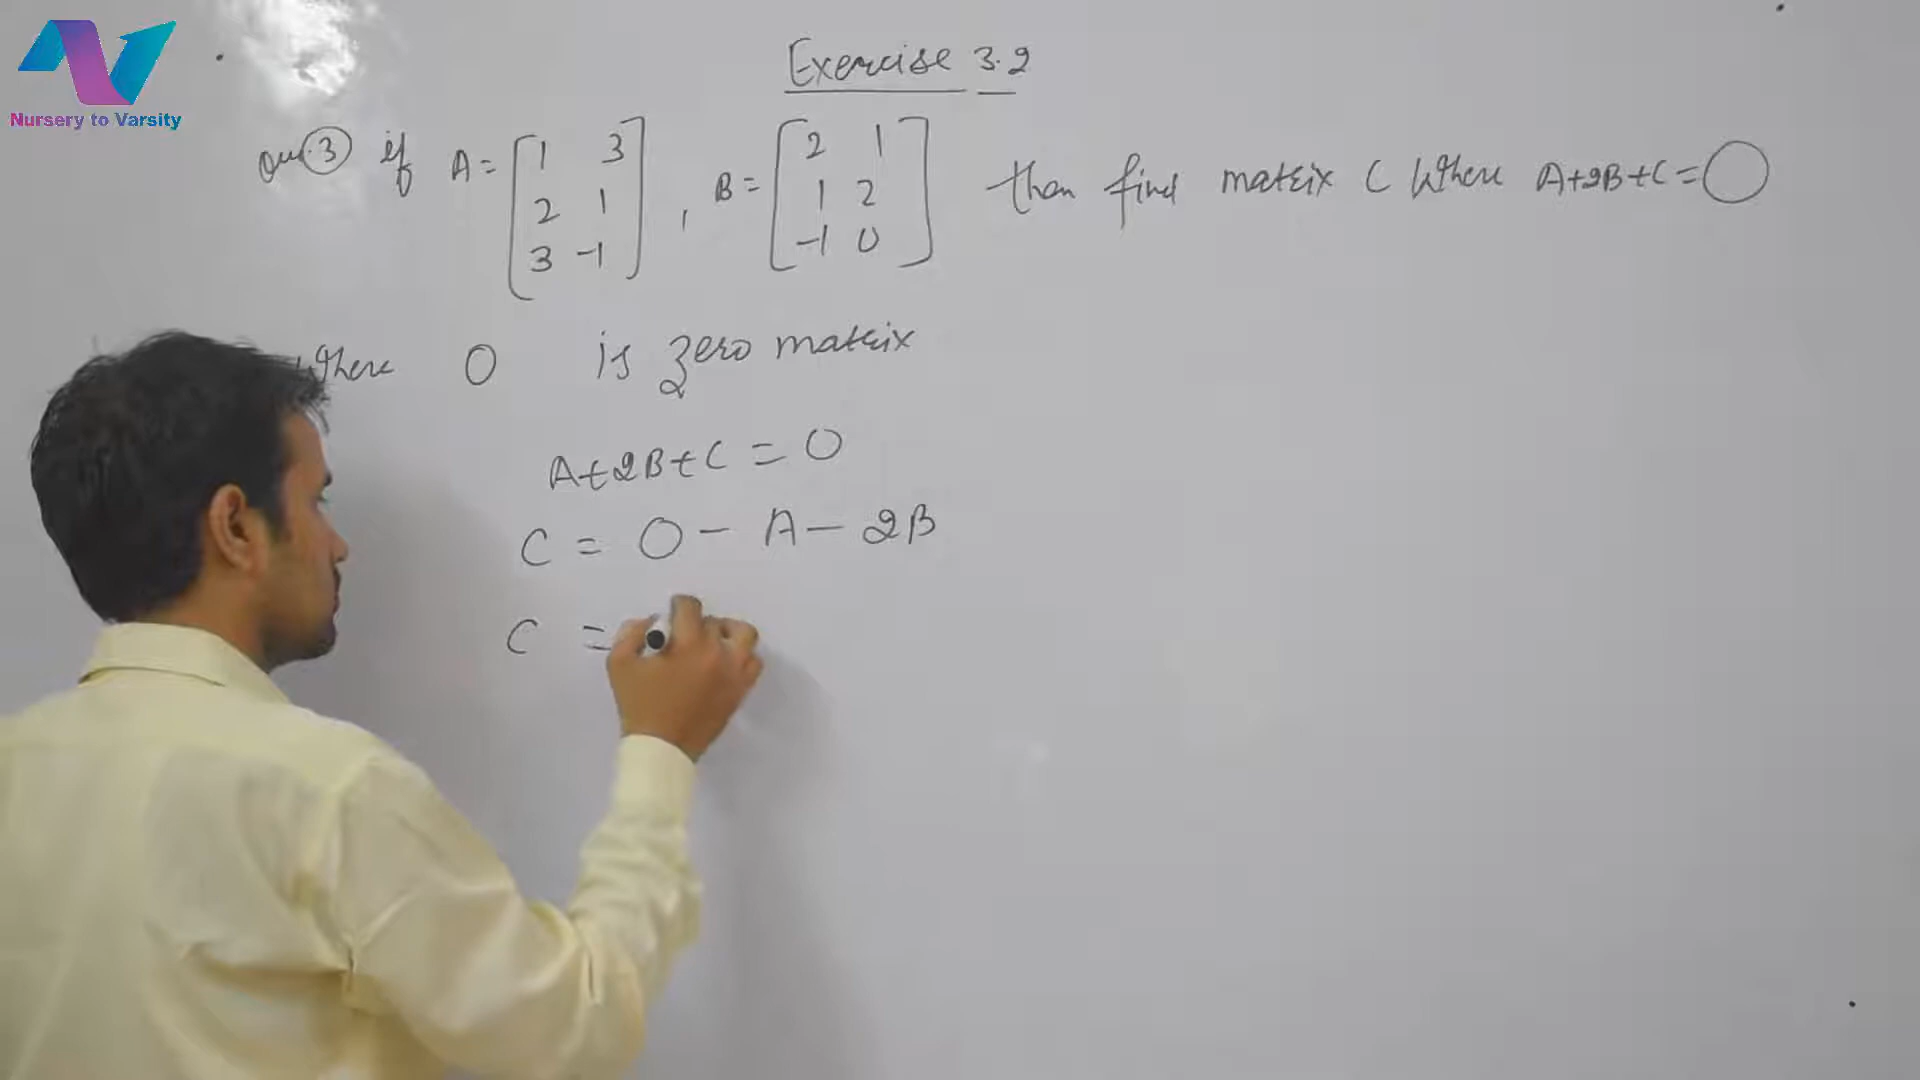 Nursery to Varsity
Exercise 3.2
Que. 3 if A = [1 3 2 1 3 -1], B = [2 1 1 2 -1 0] then find matrix C Where A+2B+C = O
Where O is zero matrix
A+2B+C = O
C = O - A - 2B
C =